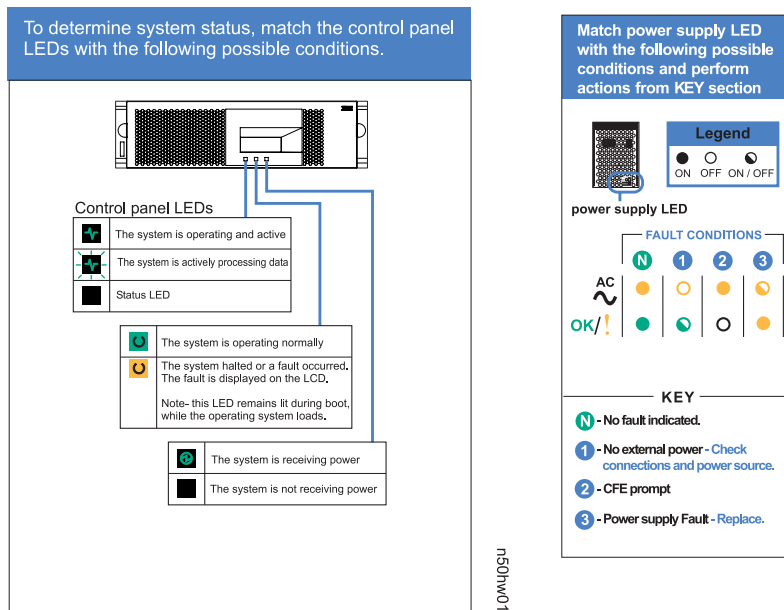 To determine system status, match the control panel
LEDs with the following possible conditions.
Control panel LEDs
The system is operating and active
The system is actively processing data
Status LED
The system is operating normally
The system halted or a fault occurred.
The fault is displayed on the LCD.
Note- this LED remains lit during boot,
while the operating system loads.
The system is receiving power
The system is not receiving power
n50hw01
Match power supply LED
with the following possible
conditions and perform
actions from KEY section
Legend
ON OFF ON / OFF
power supply LED
FAULT CONDITIONS
N 1 2 3
AC
OK/!
KEY
N - No fault indicated.
1 - No external power - Check
connections and power source.
2 - CFE prompt
3 - Power supply Fault - Replace.